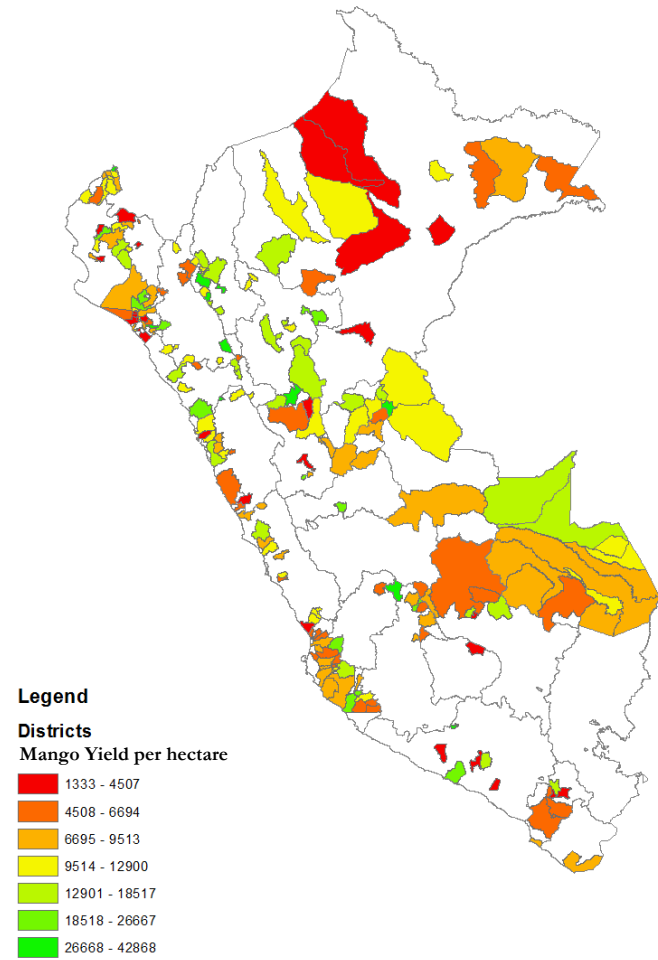 Legend
Districts
Mango Yield per hectare
1333 - 4507
4508 - 6694
6695 - 9513
9514 - 12900
12901 - 18517
18518 - 26667
26668 - 42868